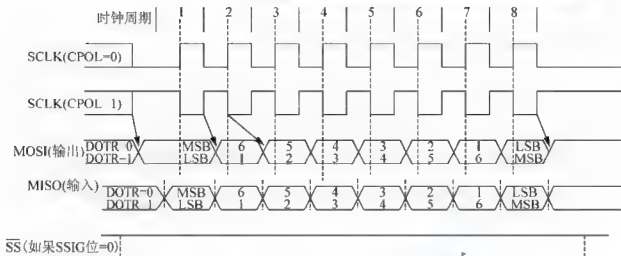 时钟周期 1 2 3 4 5 6 7 8
SCLK(CPOL=0)
SCLK(CPOL 1)
MOSI(输出) DOTR 0 MSB 6 5 4 3 2 1 LSB
DOTR-1 LSB 1 2 3 4 5 6 MSB
MISO(输入) DOTR=0 MSB 6 5 4 3 2 1 LSB
DOTR 1 LSB 1 2 3 4 5 6 MSB
SS(如果SSIG位=0)